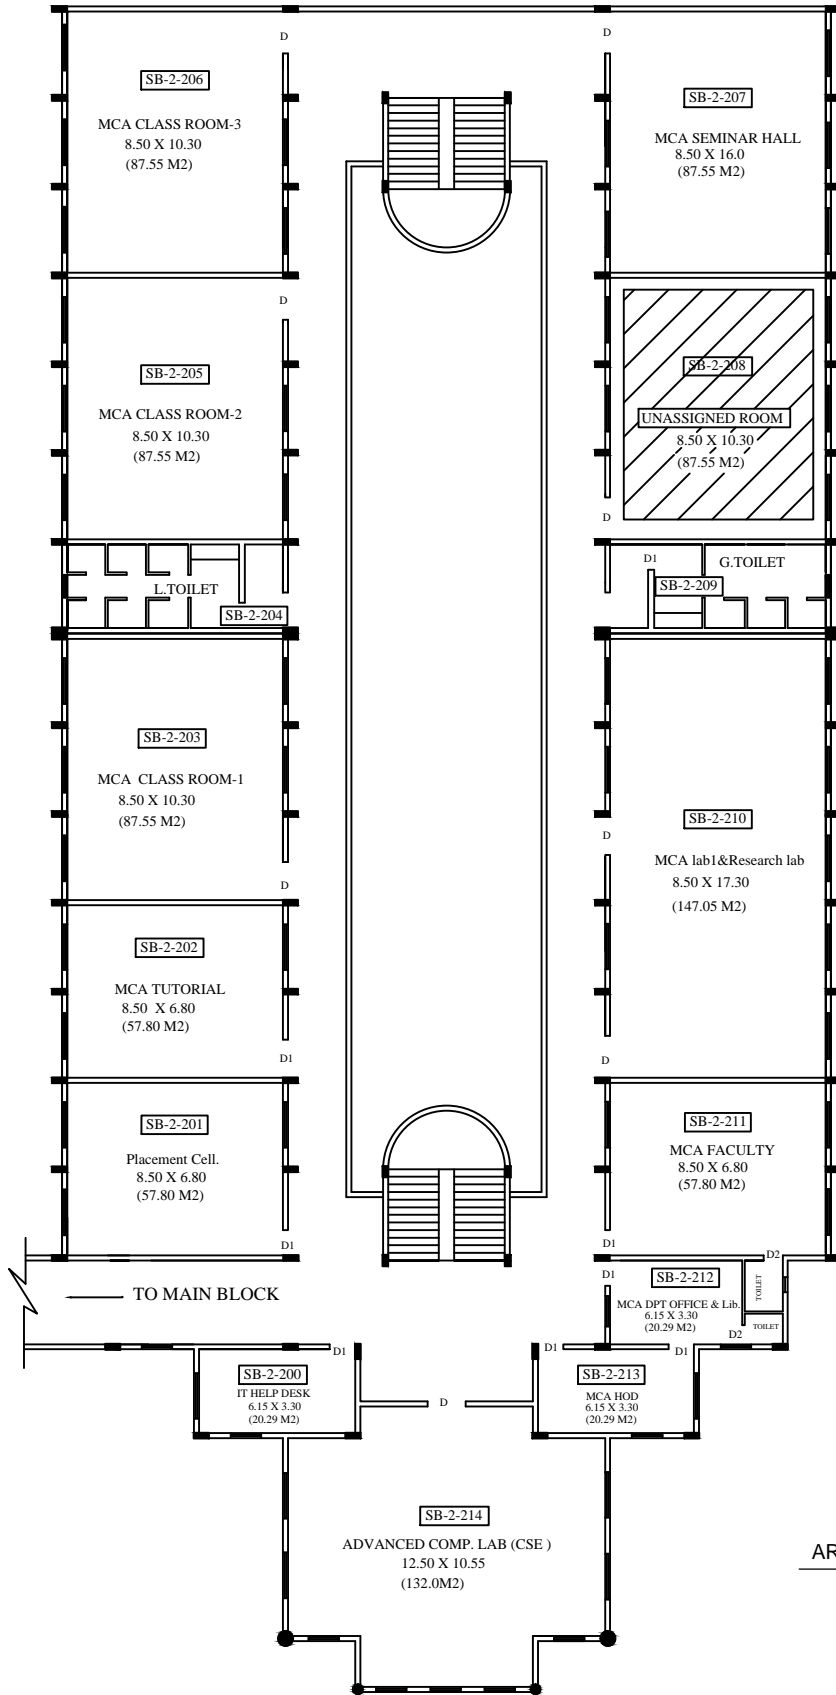 D
D
SB-2-206
MCA CLASS ROOM-3
8.50 X 10.30
(87.55 M2)
SB-2-207
MCA SEMINAR HALL
8.50 X 16.0
(87.55 M2)
D
SB-2-205
MCA CLASS ROOM-2
8.50 X 10.30
(87.55 M2)
SB-2-208
UNASSIGNED ROOM
8.50 X 10.30
(87.55 M2)
D
L.TOILET
SB-2-204
D1
G.TOILET
SB-2-209
SB-2-203
MCA CLASS ROOM-1
8.50 X 10.30
(87.55 M2)
D
SB-2-210
MCA lab1&Research lab
8.50 X 17.30
(147.05 M2)
D
D
SB-2-202
MCA TUTORIAL
8.50 X 6.80
(57.80 M2)
D1
SB-2-201
Placement Cell.
8.50 X 6.80
(57.80 M2)
D1
SB-2-211
MCA FACULTY
8.50 X 6.80
(57.80 M2)
D1
TO MAIN BLOCK
D1
SB-2-212
MCA DPT OFFICE & Lib.
6.15 X 3.30
(20.29 M2)
D2
TOILET
D2
TOILET
D1
SB-2-200
IT HELP DESK
6.15 X 3.30
(20.29 M2)
D
D1
D1
SB-2-213
MCA HOD
6.15 X 3.30
(20.29 M2)
SB-2-214
ADVANCED COMP. LAB (CSE )
12.50 X 10.55
(132.0M2)
AR